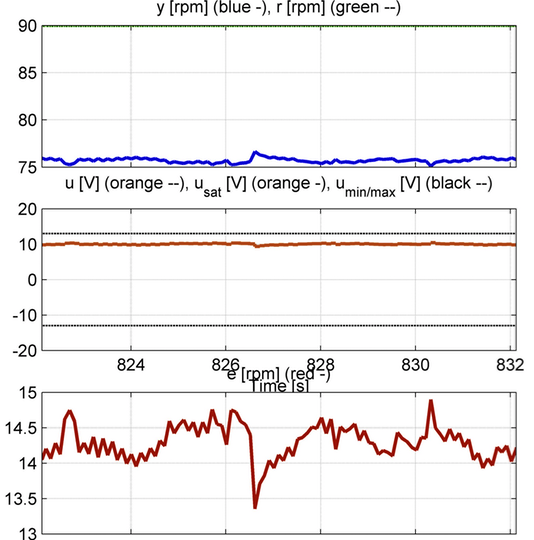 y [rpm] (blue -), r [rpm] (green --)
90
85
80
75
u [V] (orange --), u_sat [V] (orange -), u_min/max [V] (black --)
20
10
0
-10
-20
824 826 828 830 832
e [rpm] (red -)
Time [s]
15
14.5
14
13.5
13